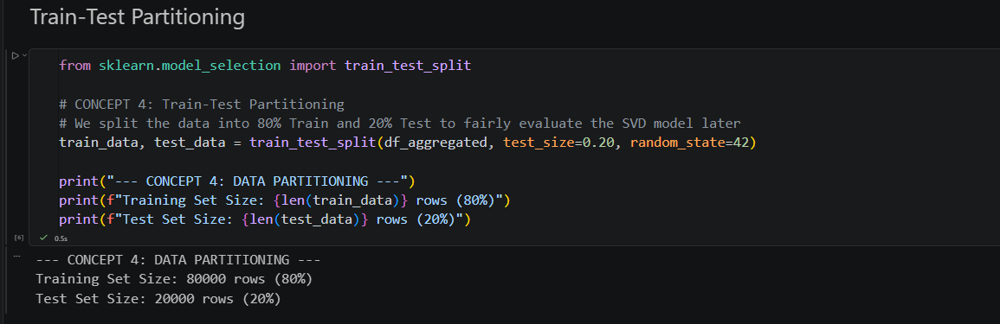 Train-Test Partitioning
from sklearn.model_selection import train_test_split
# CONCEPT 4: Train-Test Partitioning
# We split the data into 80% Train and 20% Test to fairly evaluate the SVD model later
train_data, test_data = train_test_split(df_aggregated, test_size=0.20, random_state=42)
print("--- CONCEPT 4: DATA PARTITIONING ---")
print(f"Training Set Size: {len(train_data)} rows (80%)")
print(f"Test Set Size: {len(test_data)} rows (20%)")
[6] 0.5s
--- CONCEPT 4: DATA PARTITIONING ---
Training Set Size: 80000 rows (80%)
Test Set Size: 20000 rows (20%)